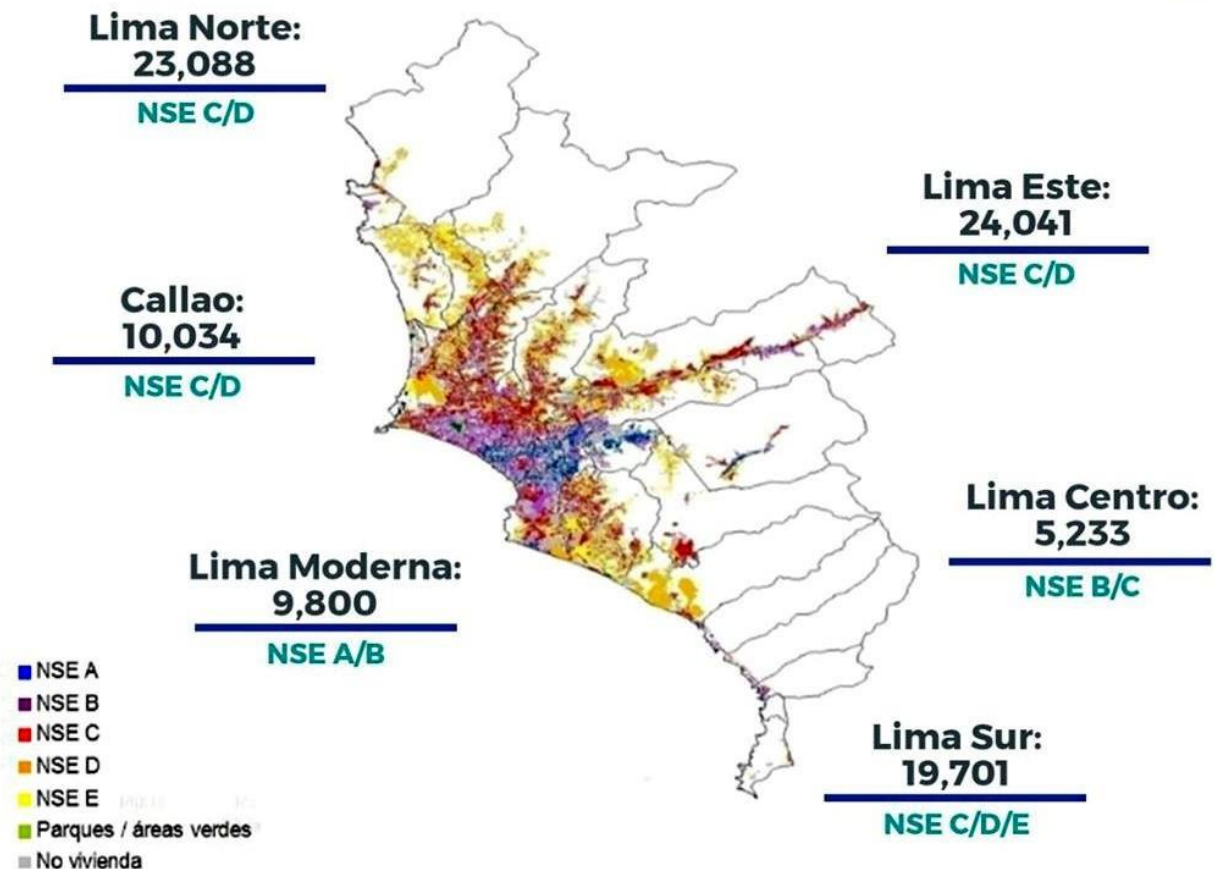 Lima Norte:
23,088
NSE C/D
Lima Este:
24,041
NSE C/D
Callao:
10,034
NSE C/D
Lima Centro:
5,233
NSE B/C
Lima Moderna:
9,800
NSE A/B
Lima Sur:
19,701
NSE C/D/E
NSE A
NSE B
NSE C
NSE D
NSE E
Parques / áreas verdes
No vivienda